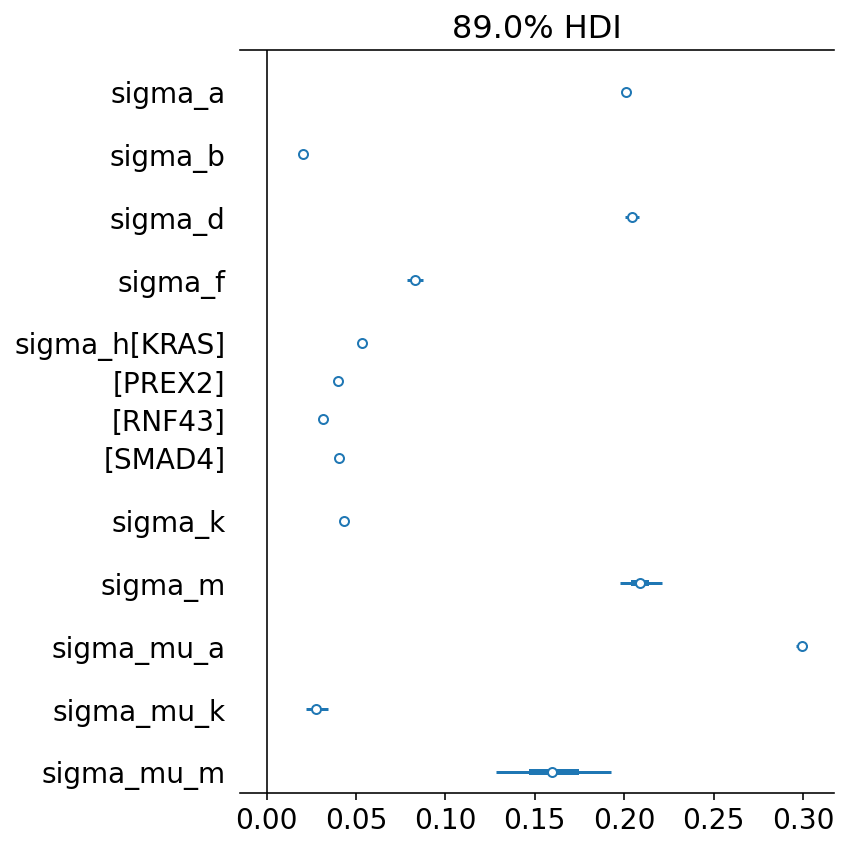 89.0% HDI
sigma_a
sigma_b
sigma_d
sigma_f
sigma_h[KRAS]
[PREX2]
[RNF43]
[SMAD4]
sigma_k
sigma_m
sigma_mu_a
sigma_mu_k
sigma_mu_m
0.00 0.05 0.10 0.15 0.20 0.25 0.30